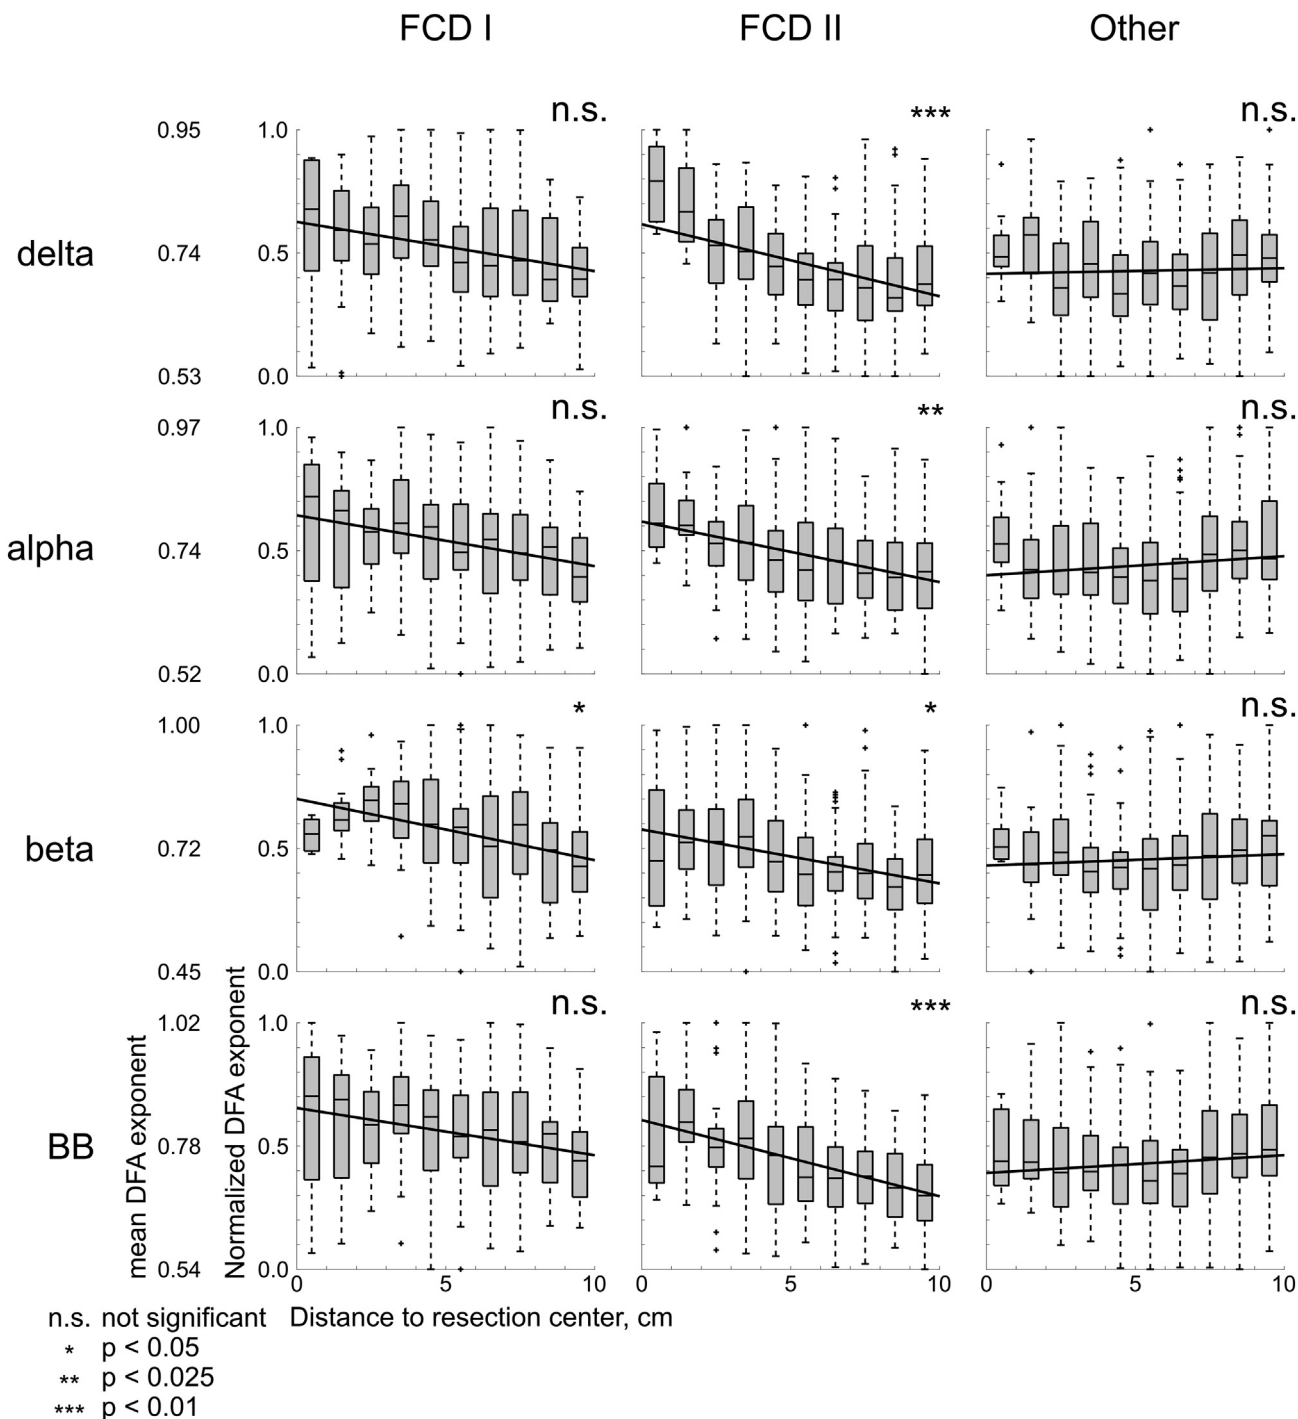 FCD I FCD II Other
n.s. *** n.s.
0.95 1.0
delta 0.74 0.5
0.53 0.0
n.s. ** n.s.
0.97 1.0
alpha 0.74 0.5
0.52 0.0
* * n.s.
1.00 1.0
beta 0.72 0.5
0.45 0.0
n.s. *** n.s.
1.02 1.0
BB 0.78 0.5
0.54 0.0
mean DFA exponent
Normalized DFA exponent
0 5 10 0 5 10 0 5 10
Distance to resection center, cm
n.s. not significant
* p < 0.05
** p < 0.025
*** p < 0.01